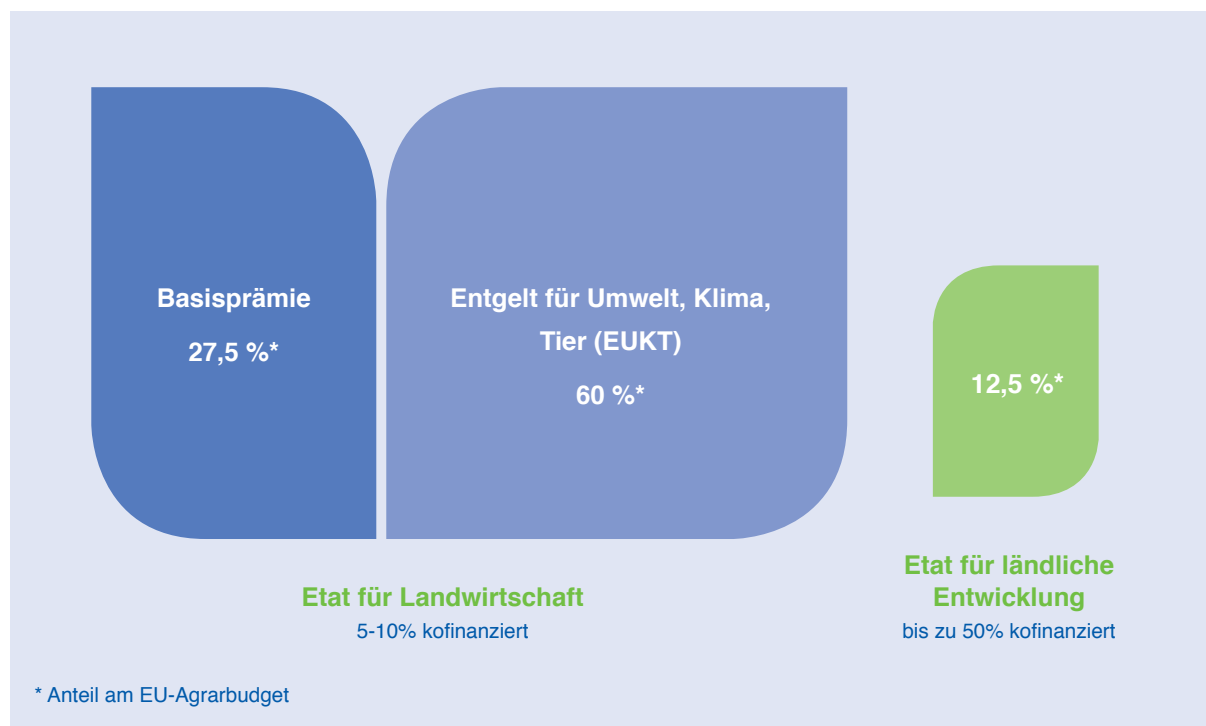 Basisprämie
27,5 %*
Entgelt für Umwelt, Klima,
Tier (EUKT)
60 %*
12,5 %*
Etat für Landwirtschaft
5-10% kofinanziert
Etat für ländliche
Entwicklung
bis zu 50% kofinanziert
* Anteil am EU-Agrarbudget